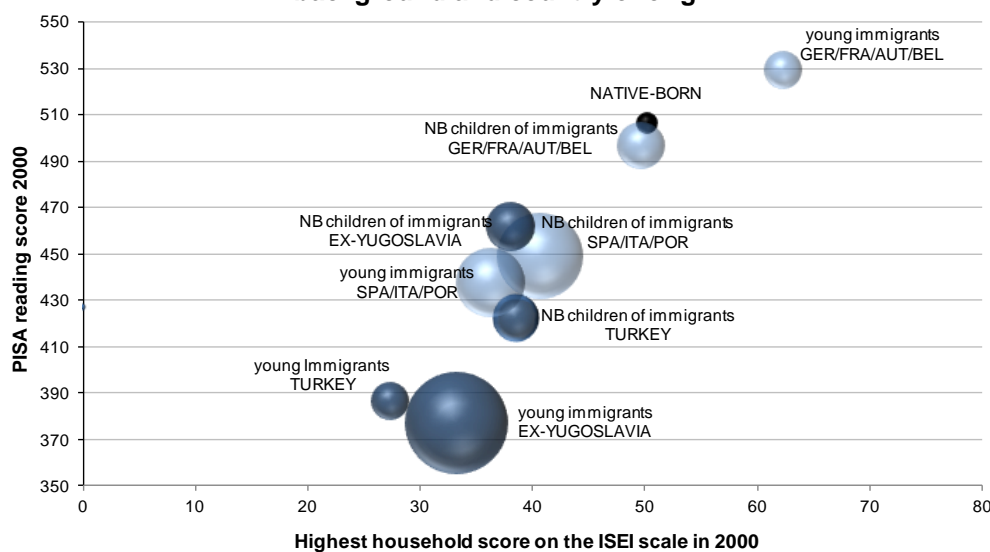 PISA reading score 2000
550
530
510
490
470
450
430
410
390
370
350
young immigrants
GER/FRA/AUT/BEL
NATIVE-BORN
NB children of immigrants
GER/FRA/AUT/BEL
NB children of immigrants
EX-YUGOSLAVIA
NB children of immigrants
SPA/ITA/POR
young immigrants
SPA/ITA/POR
NB children of immigrants
TURKEY
young Immigrants
TURKEY
young immigrants
EX-YUGOSLAVIA
0
10
20
30
40
50
60
70
80
Highest household score on the ISEI scale in 2000